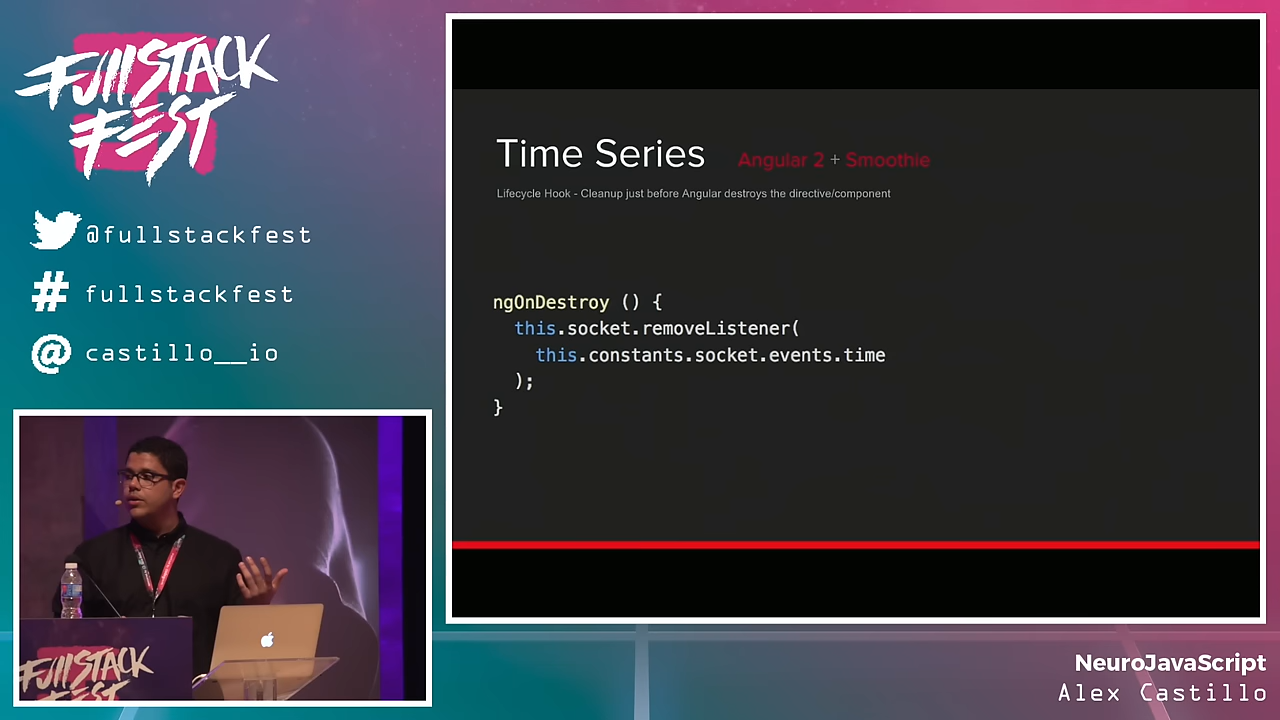 FullStack
Fest
@fullstackfest
# fullstackfest
@ castillo__io
Time Series Angular 2 + Smoothie
Lifecycle Hook - Cleanup just before Angular destroys the directive/component
ngOnDestroy () {
this.socket.removeListener(
this.constants.socket.events.time
);
}
FullStack
Fest
NeuroJavaScript
Alex Castillo